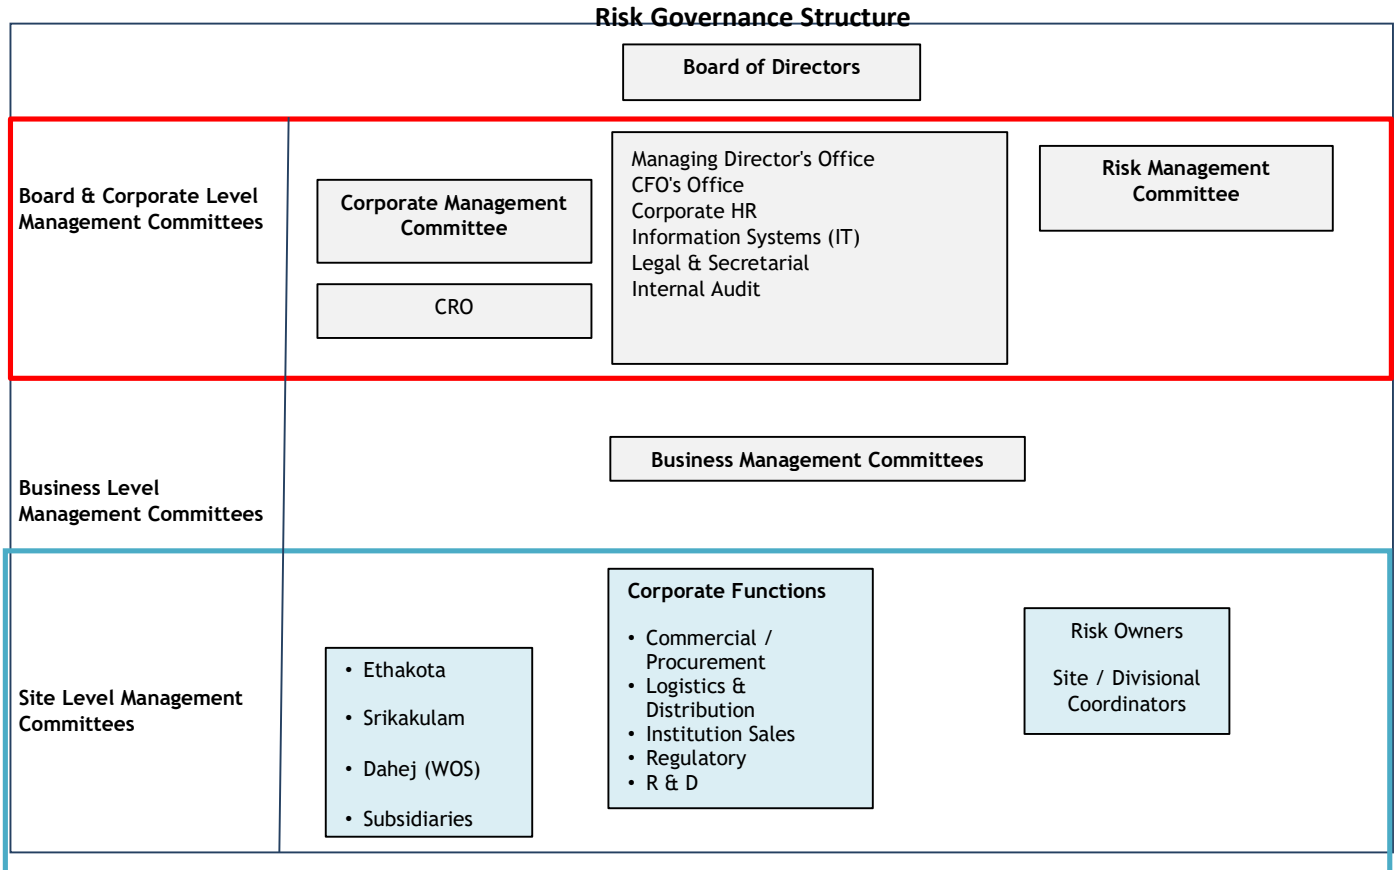 Risk Governance Structure
Board of Directors
Board & Corporate Level
Management Committees
Corporate Management
Committee
CRO
Managing Director's Office
CFO's Office
Corporate HR
Information Systems (IT)
Legal & Secretarial
Internal Audit
Risk Management
Committee
Business Level
Management Committees
Business Management Committees
Site Level Management
Committees
• Ethakota
• Srikakulam
• Dahej (WOS)
• Subsidiaries
Corporate Functions
• Commercial /
Procurement
• Logistics &
Distribution
• Institution Sales
• Regulatory
• R & D
Risk Owners
Site / Divisional
Coordinators